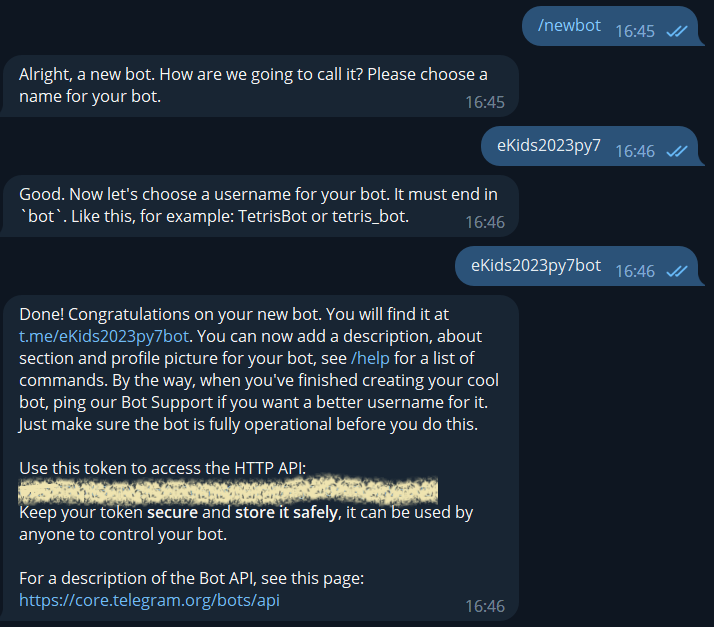 /newbot 16:45
Alright, a new bot. How are we going to call it? Please choose a
name for your bot.
16:45
eKids2023py7 16:46
Good. Now let's choose a username for your bot. It must end in
`bot`. Like this, for example: TetrisBot or tetris_bot.
16:46
eKids2023py7bot 16:46
Done! Congratulations on your new bot. You will find it at
t.me/eKids2023py7bot. You can now add a description, about
section and profile picture for your bot, see /help for a list of
commands. By the way, when you've finished creating your cool
bot, ping our Bot Support if you want a better username for it.
Just make sure the bot is fully operational before you do this.
Use this token to access the HTTP API:
Keep your token secure and store it safely, it can be used by
anyone to control your bot.
For a description of the Bot API, see this page:
https://core.telegram.org/bots/api
16:46